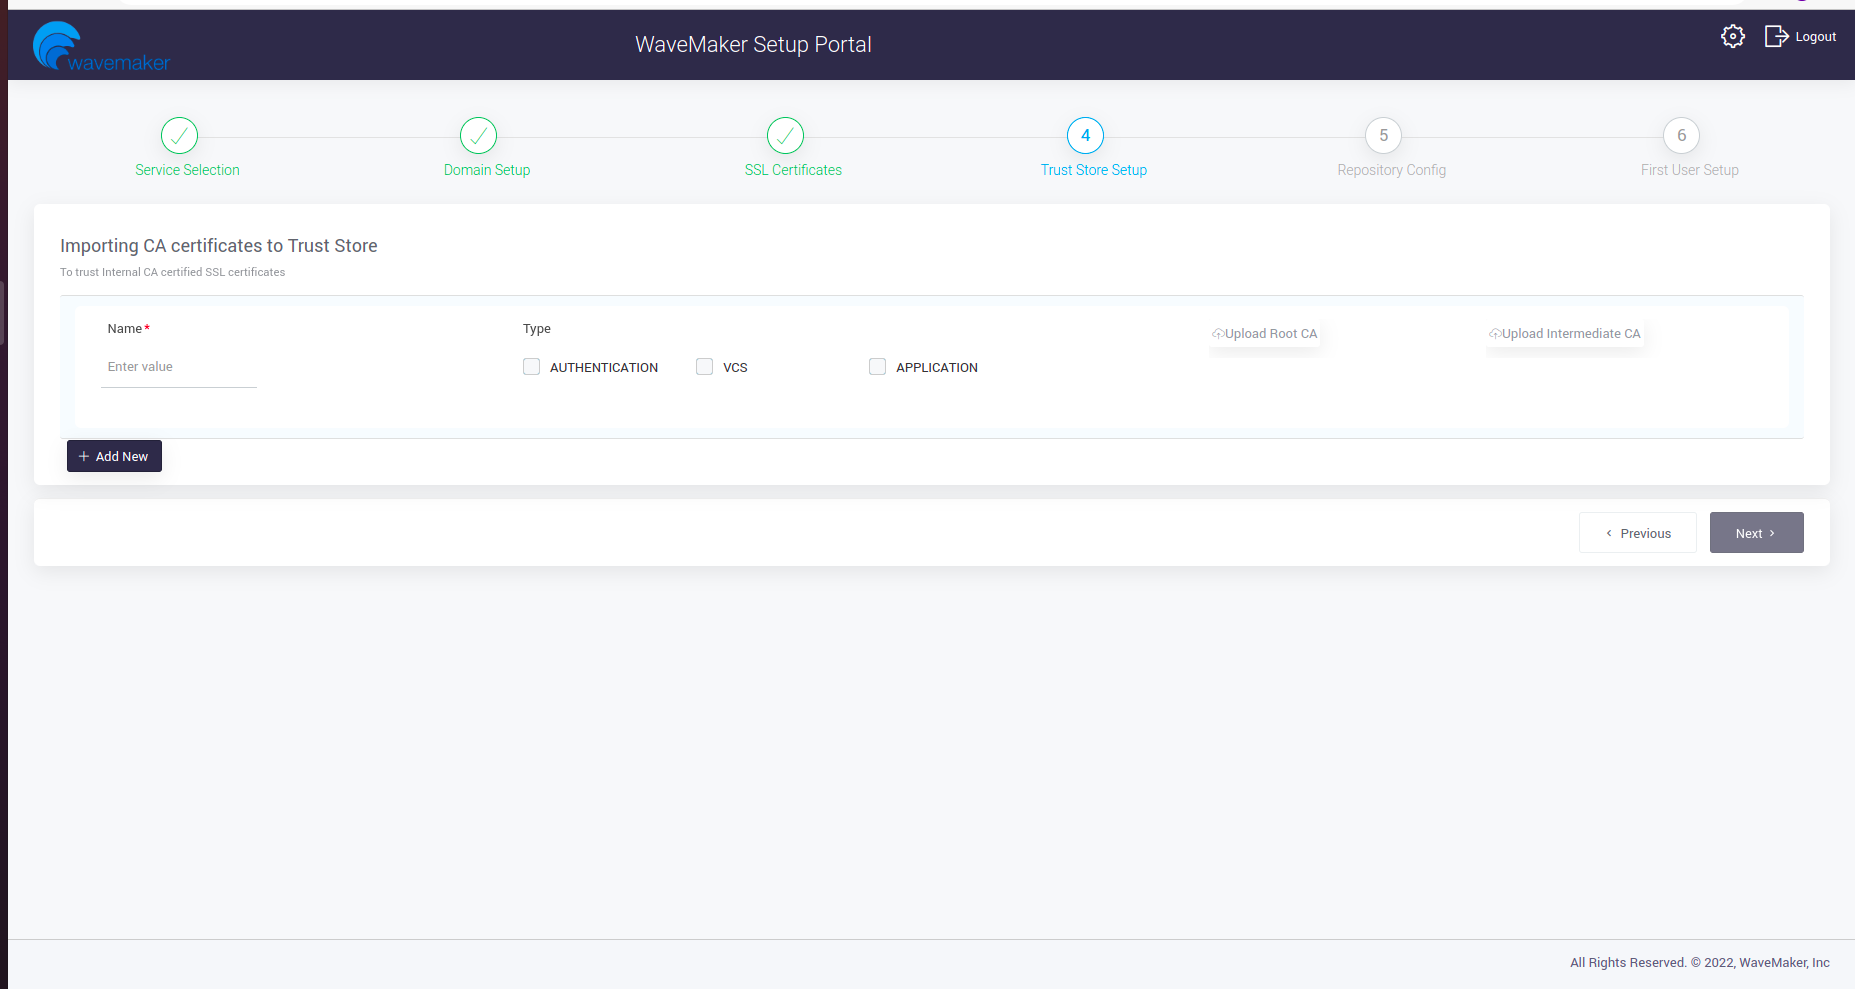 wavemaker
WaveMaker Setup Portal
Logout
4
5
6
Service Selection
Domain Setup
SSL Certificates
Trust Store Setup
Repository Config
First User Setup
Importing CA certificates to Trust Store
To trust Internal CA certified SSL certificates
Name*
Type
Upload Root CA
Upload Intermediate CA
Enter value
AUTHENTICATION
VCS
APPLICATION
+ Add New
‹ Previous
Next ›
All Rights Reserved. © 2022, WaveMaker, Inc